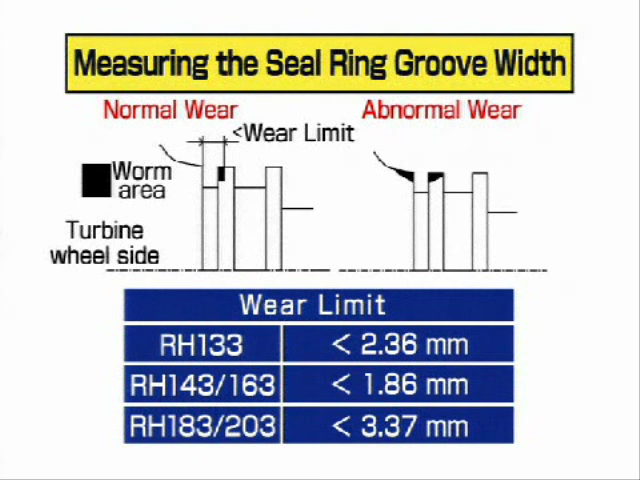 Measuring the Seal Ring Groove Width
Normal Wear
Abnormal Wear
<Wear Limit
Worm
area
Turbine
wheel side
Wear Limit
RH133 < 2.36 mm
RH143/163 < 1.86 mm
RH183/203 < 3.37 mm